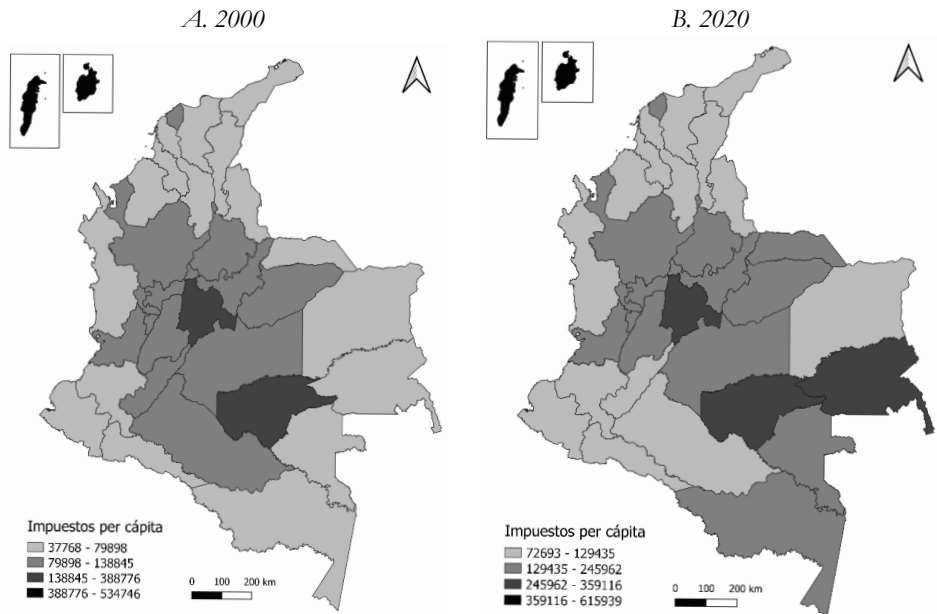 A. 2000
B. 2020
Impuestos per cápita
37768 - 79898
79898 - 138845
138845 - 388776
388776 - 534746
0 100 200 km
Impuestos per cápita
72693 - 129435
129435 - 245962
245962 - 359116
359116 - 615939
0 100 200 km